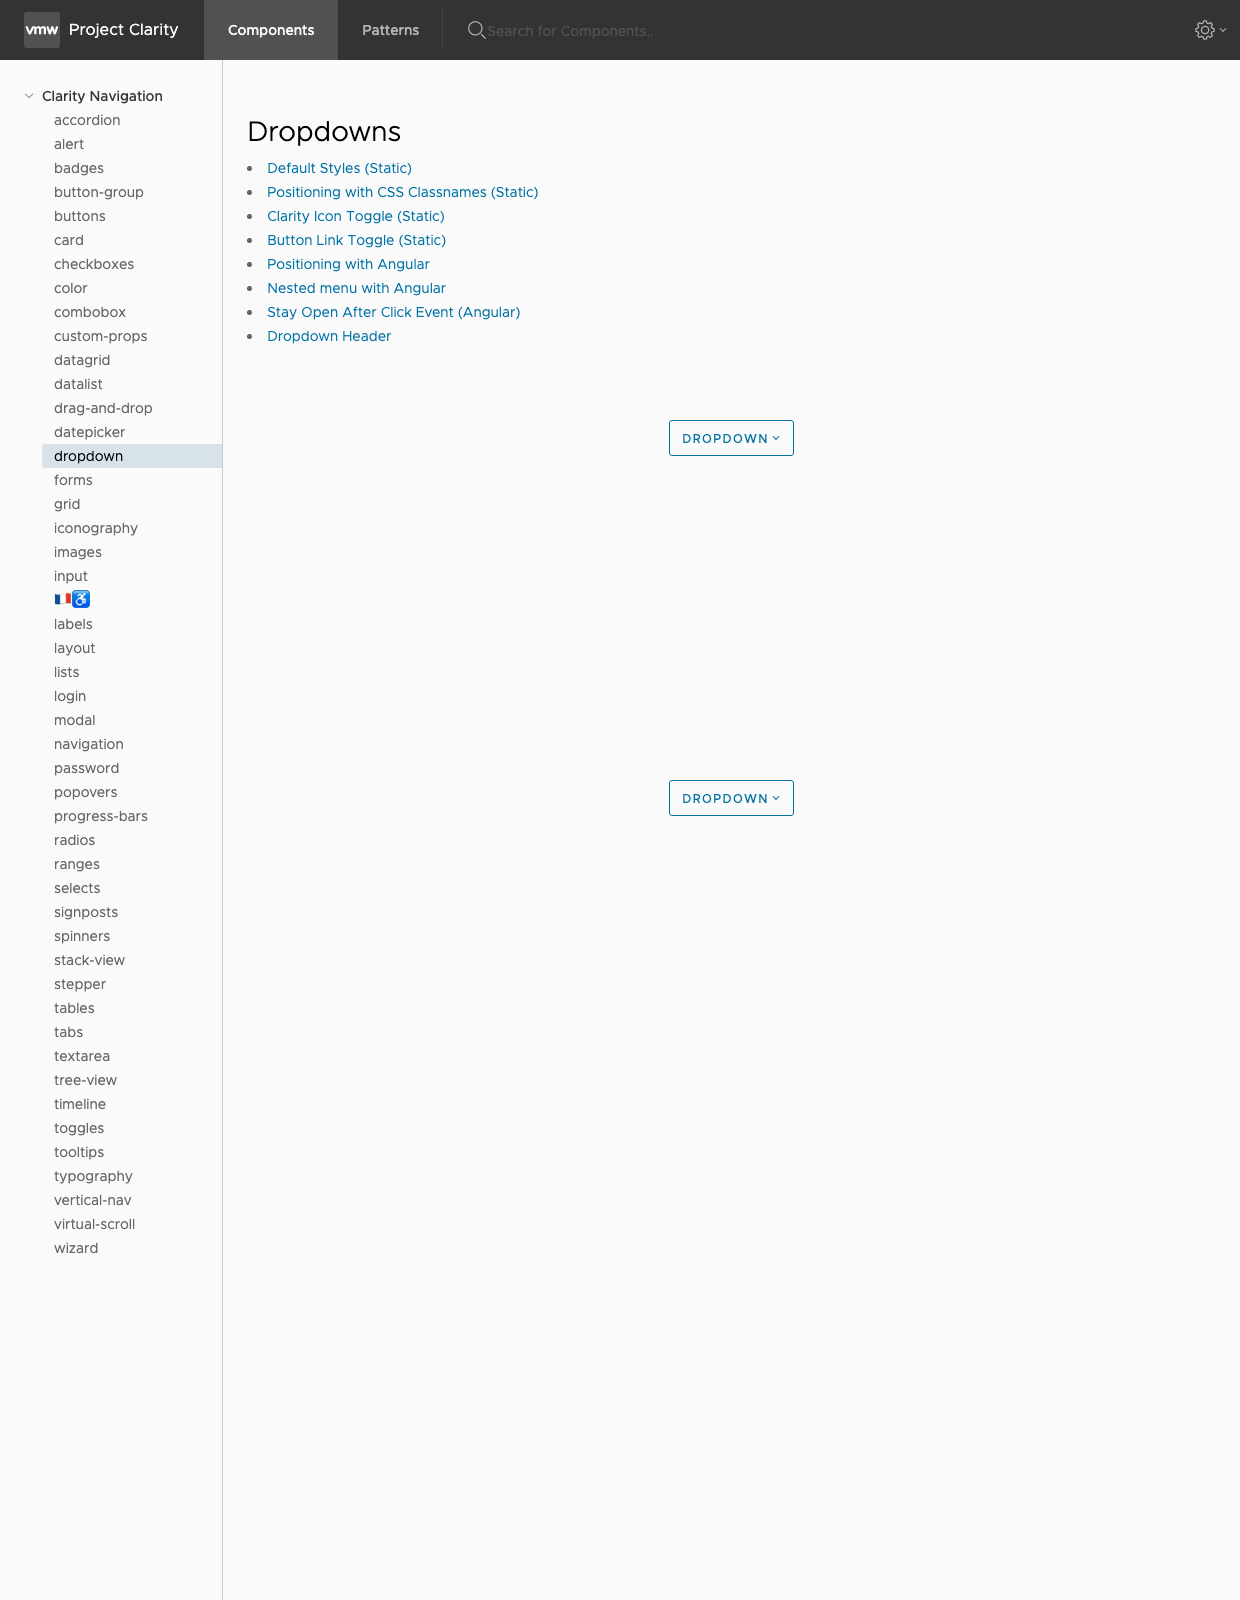 vmw Project Clarity Components Patterns Search for Components..
Clarity Navigation
accordion
alert
badges
button-group
buttons
card
checkboxes
color
combobox
custom-props
datagrid
datalist
drag-and-drop
datepicker
dropdown
forms
grid
iconography
images
input
🇫🇷♿
labels
layout
lists
login
modal
navigation
password
popovers
progress-bars
radios
ranges
selects
signposts
spinners
stack-view
stepper
tables
tabs
textarea
tree-view
timeline
toggles
tooltips
typography
vertical-nav
virtual-scroll
wizard
Dropdowns
Default Styles (Static)
Positioning with CSS Classnames (Static)
Clarity Icon Toggle (Static)
Button Link Toggle (Static)
Positioning with Angular
Nested menu with Angular
Stay Open After Click Event (Angular)
Dropdown Header
DROPDOWN
DROPDOWN